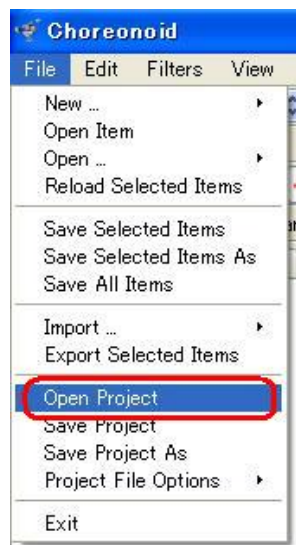 Choreonoid
File Edit Filters View
New ...
Open Item
Open ...
Reload Selected Items
Save Selected Items
Save Selected Items As
Save All Items
Import ...
Export Selected Items
Open Project
Save Project
Save Project As
Project File Options
Exit